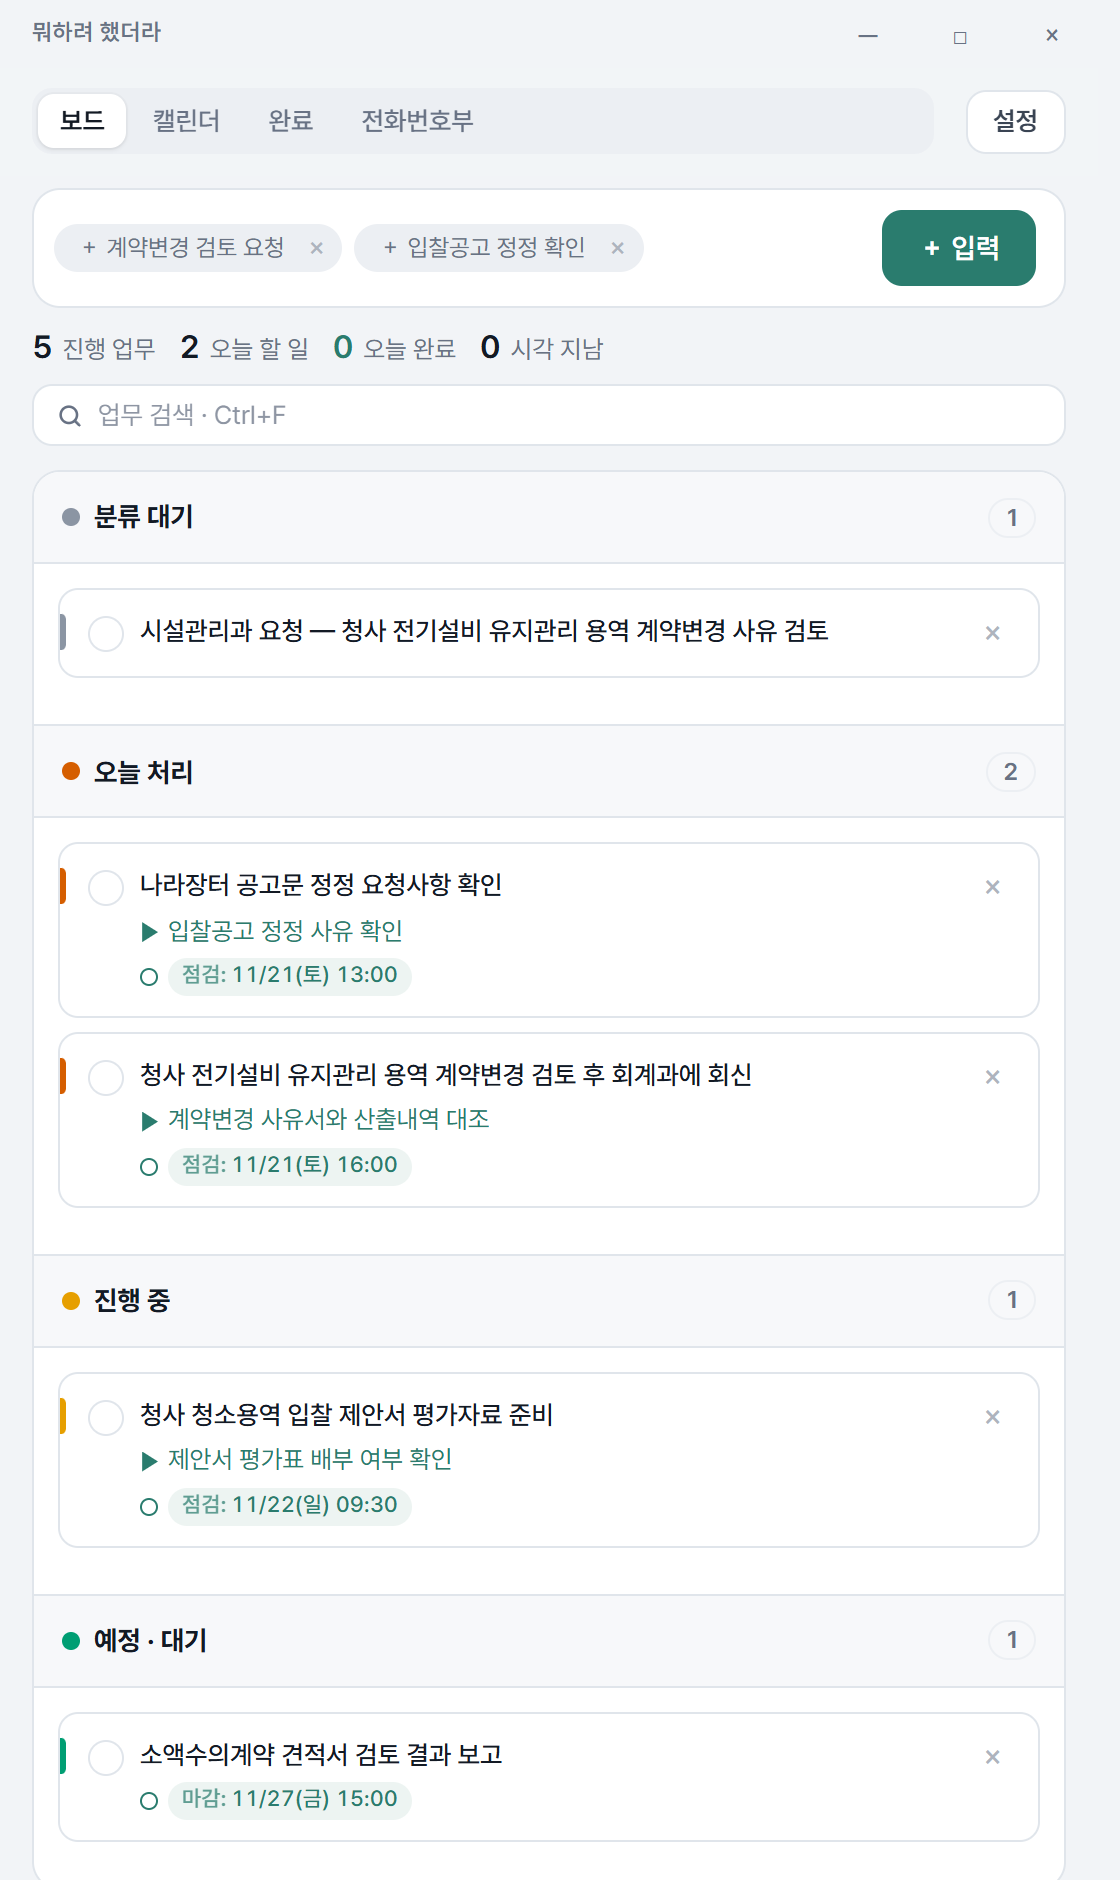 뭐하려 했더라
보드 캘린더 완료 전화번호부 설정
+ 계약변경 검토 요청 × + 입찰공고 정정 확인 × + 입력
5 진행 업무 2 오늘 할 일 0 오늘 완료 0 시각 지남
업무 검색 · Ctrl+F
분류 대기 1
시설관리과 요청 — 청사 전기설비 유지관리 용역 계약변경 사유 검토 ×
오늘 처리 2
나라장터 공고문 정정 요청사항 확인 ×
▶ 입찰공고 정정 사유 확인
점검: 11/21(토) 13:00
청사 전기설비 유지관리 용역 계약변경 검토 후 회계과에 회신 ×
▶ 계약변경 사유서와 산출내역 대조
점검: 11/21(토) 16:00
진행 중 1
청사 청소용역 입찰 제안서 평가자료 준비 ×
▶ 제안서 평가표 배부 여부 확인
점검: 11/22(일) 09:30
예정 · 대기 1
소액수의계약 견적서 검토 결과 보고 ×
마감: 11/27(금) 15:00